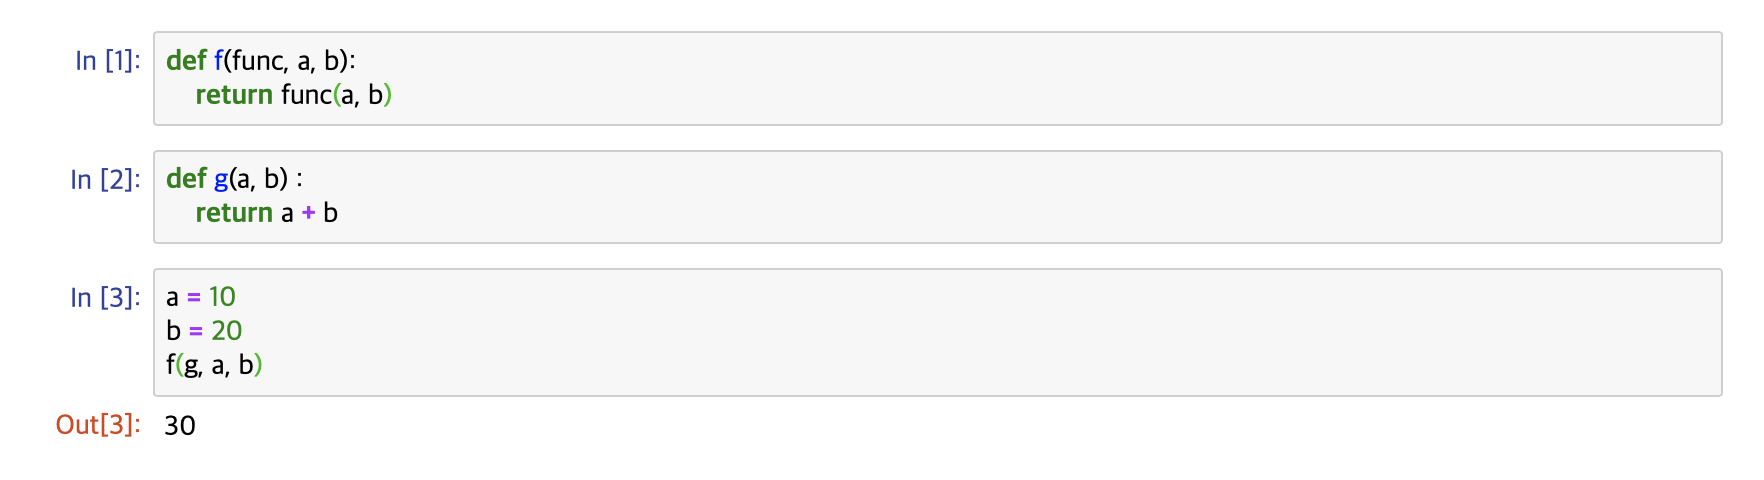 In [1]: def f(func, a, b):
    return func(a, b)
In [2]: def g(a, b) :
    return a + b
In [3]: a = 10
b = 20
f(g, a, b)
Out[3]: 30